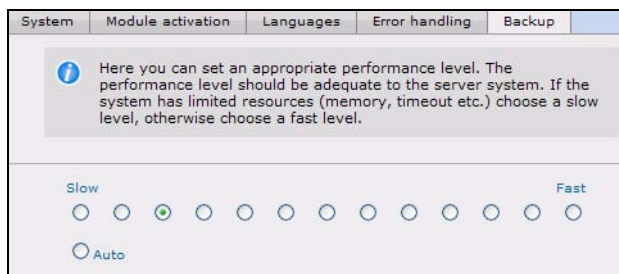 System Module activation Languages Error handling Backup
Here you can set an appropriate performance level. The
performance level should be adequate to the server system. If the
system has limited resources (memory, timeout etc.) choose a slow
level, otherwise choose a fast level.
Slow Fast
Auto